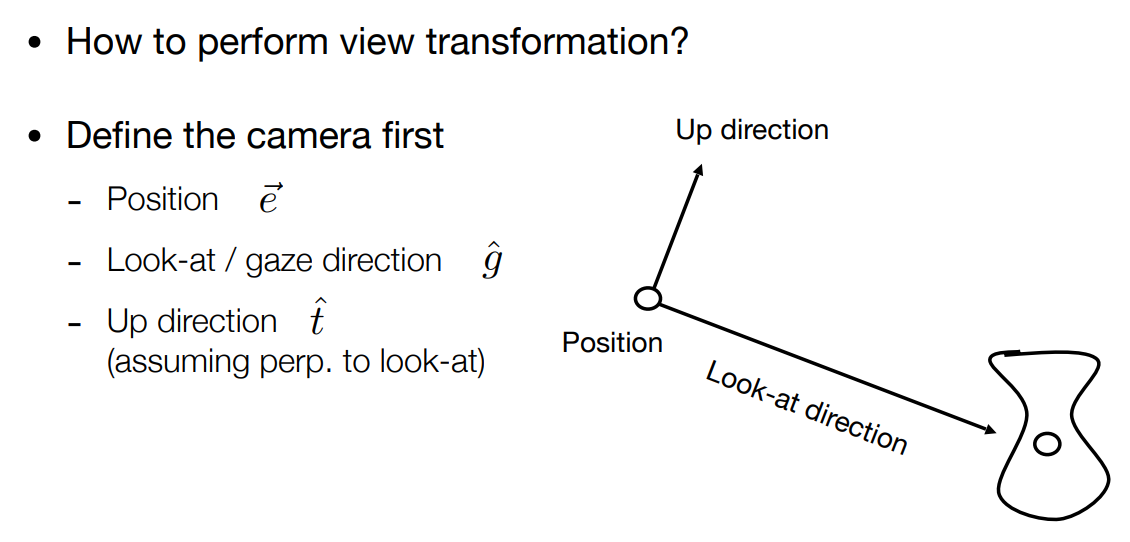 • How to perform view transformation?
• Define the camera first
- Position $\vec{e}$
- Look-at / gaze direction $\hat{g}$
- Up direction $\hat{t}$
(assuming perp. to look-at)
Up direction
Position
Look-at direction